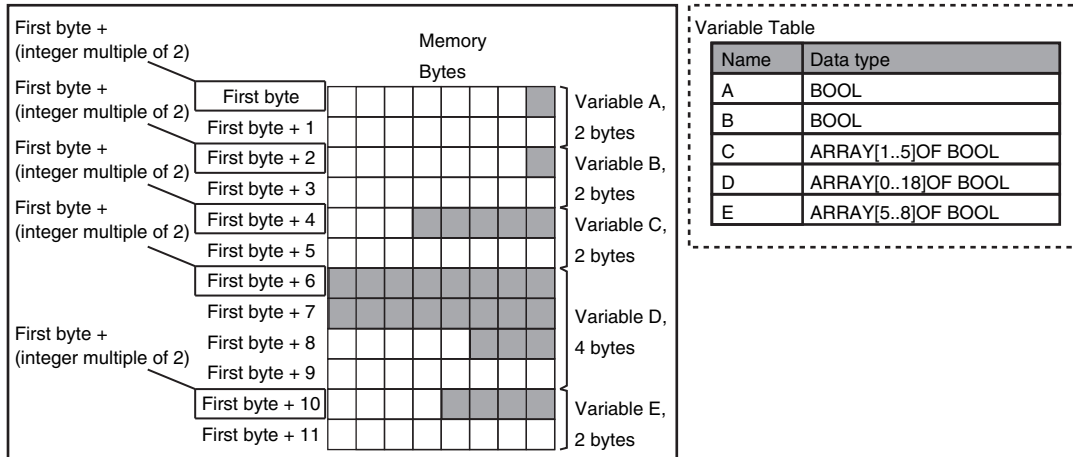 First byte +
(integer multiple of 2)
First byte +
(integer multiple of 2)
First byte +
(integer multiple of 2)
First byte +
(integer multiple of 2)
First byte +
(integer multiple of 2)
Memory
Bytes
First byte
First byte + 1
First byte + 2
First byte + 3
First byte + 4
First byte + 5
First byte + 6
First byte + 7
First byte + 8
First byte + 9
First byte + 10
First byte + 11
Variable A,
2 bytes
Variable B,
2 bytes
Variable C,
2 bytes
Variable D,
4 bytes
Variable E,
2 bytes
Variable Table
Name Data type
A BOOL
B BOOL
C ARRAY[1..5]OF BOOL
D ARRAY[0..18]OF BOOL
E ARRAY[5..8]OF BOOL